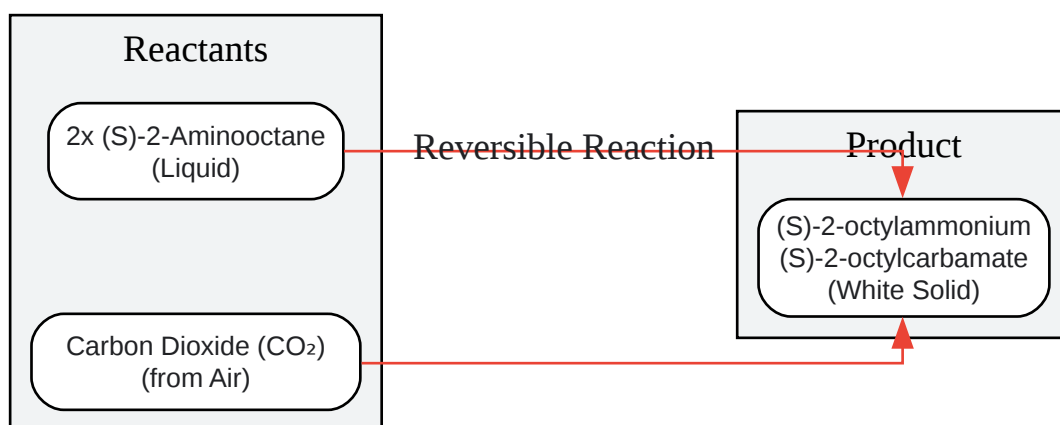 Reactants
2x (S)-2-Aminooctane
(Liquid)
Reversible Reaction
Product
(S)-2-octylammonium
(S)-2-octylcarbamate
(White Solid)
Carbon Dioxide (CO₂)
(from Air)